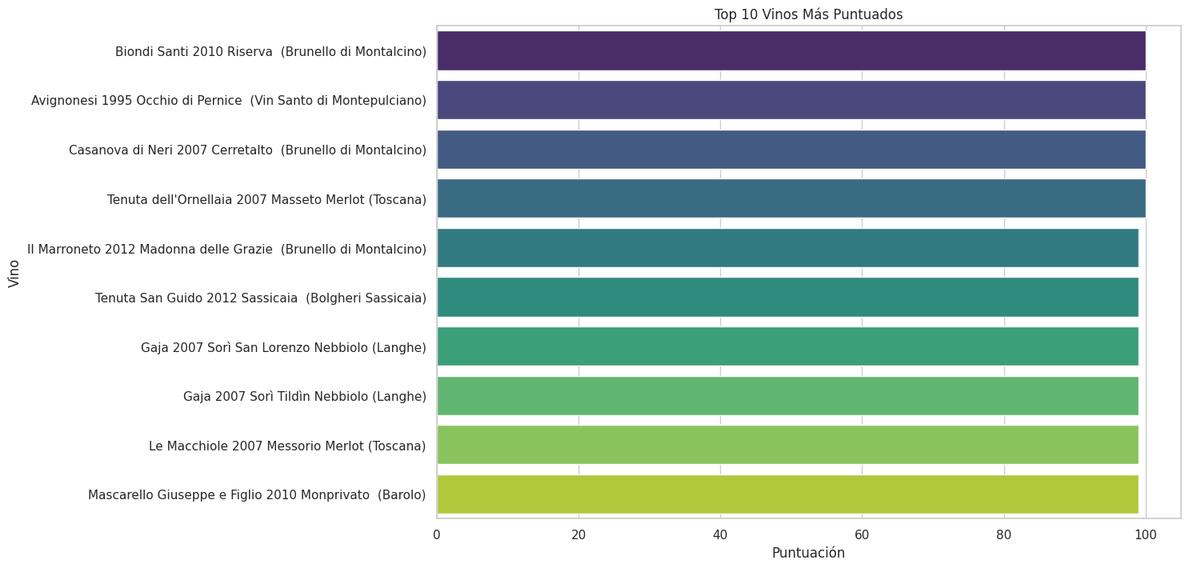 Top 10 Vinos Más Puntuados
Vino
Biondi Santi 2010 Riserva  (Brunello di Montalcino)
Avignonesi 1995 Occhio di Pernice  (Vin Santo di Montepulciano)
Casanova di Neri 2007 Cerretalto  (Brunello di Montalcino)
Tenuta dell'Ornellaia 2007 Masseto Merlot (Toscana)
Il Marroneto 2012 Madonna delle Grazie  (Brunello di Montalcino)
Tenuta San Guido 2012 Sassicaia  (Bolgheri Sassicaia)
Gaja 2007 Sorì San Lorenzo Nebbiolo (Langhe)
Gaja 2007 Sorì Tildìn Nebbiolo (Langhe)
Le Macchiole 2007 Messorio Merlot (Toscana)
Mascarello Giuseppe e Figlio 2010 Monprivato  (Barolo)
0 20 40 60 80 100
Puntuación